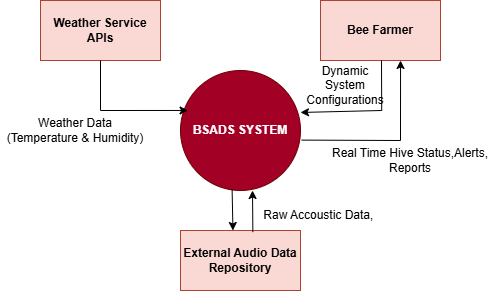 Weather Service
APIs
Bee Farmer
Dynamic
System
Configurations
Weather Data
(Temperature & Humidity)
BSADS SYSTEM
Real Time Hive Status,Alerts,
Reports
Raw Accoustic Data,
External Audio Data
Repository